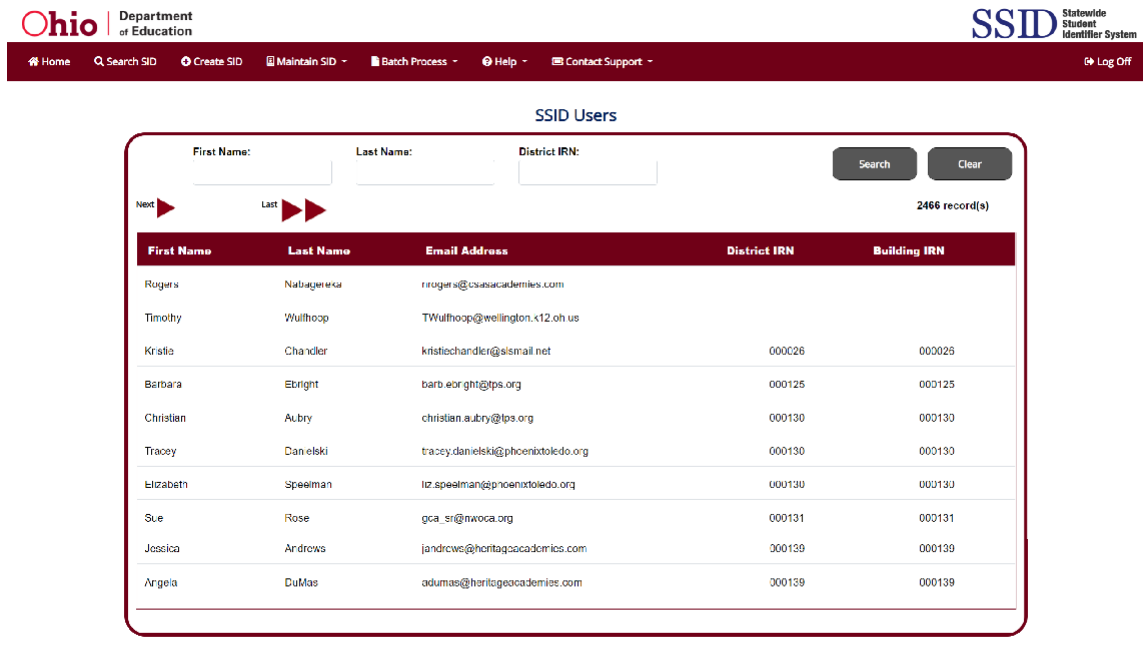 Ohio Department of Education
SSID Statewide Student Identifier System
Home Search SID Create SID Maintain SID Batch Process Help Contact Support Log Off
SSID Users
First Name: Last Name: District IRN:
Search Clear
Next Last 2466 record(s)
First Name Last Name Email Address District IRN Building IRN
Rogers Nabagereka nrogers@csasacademies.com
Timothy Wulfhoop TWulfhoop@wellington.k12.oh.us
Kristie Chandler kristiechandler@slsmail.net 000026 000026
Barbara Ebright barb.ebright@tps.org 000125 000125
Christian Aubry christian.aubry@tps.org 000130 000130
Tracey Danielski tracey.danielski@phoenixtoledo.org 000130 000130
Elizabeth Speelman liz.speelman@phoenixtoledo.org 000130 000130
Sue Rose gca_sr@nwoca.org 000131 000131
Jessica Andrews jandrews@heritageacademies.com 000139 000139
Angela DuMas adumas@heritageacademies.com 000139 000139